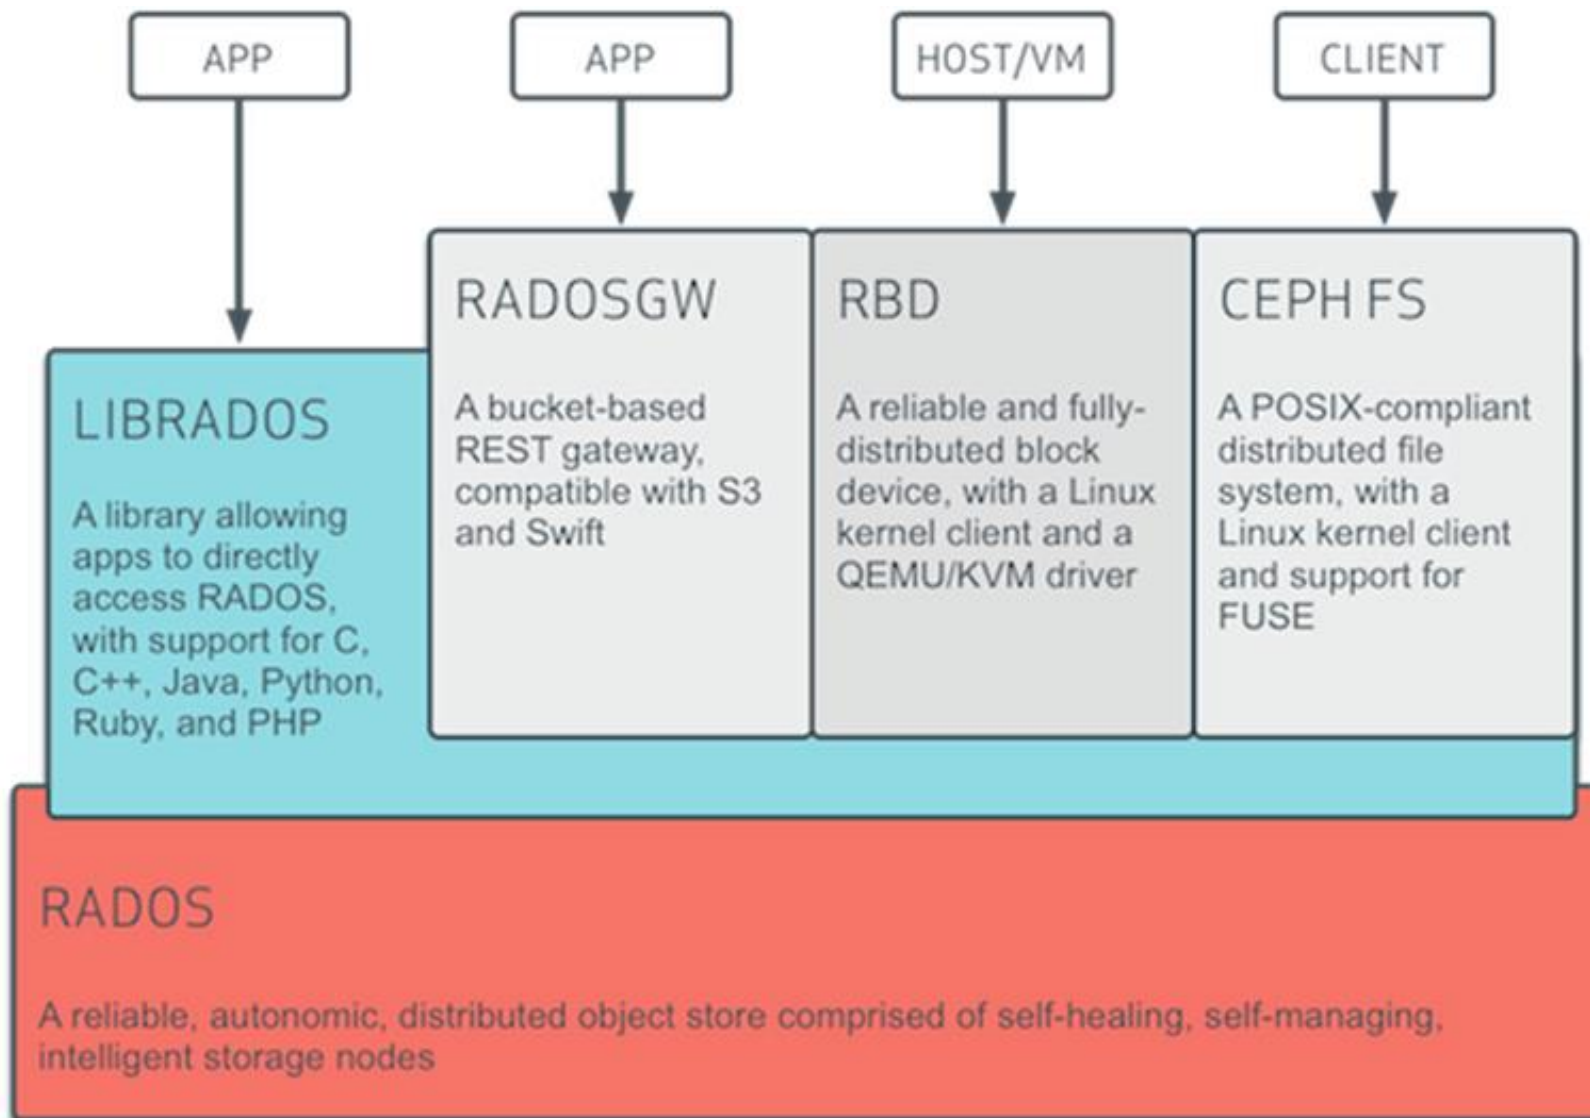 APP
APP
HOST/VM
CLIENT
LIBRADOS
A library allowing
apps to directly
access RADOS,
with support for C,
C++, Java, Python,
Ruby, and PHP
RADOSGW
A bucket-based
REST gateway,
compatible with S3
and Swift
RBD
A reliable and fully-
distributed block
device, with a Linux
kernel client and a
QEMU/KVM driver
CEPH FS
A POSIX-compliant
distributed file
system, with a
Linux kernel client
and support for
FUSE
RADOS
A reliable, autonomic, distributed object store comprised of self-healing, self-managing,
intelligent storage nodes